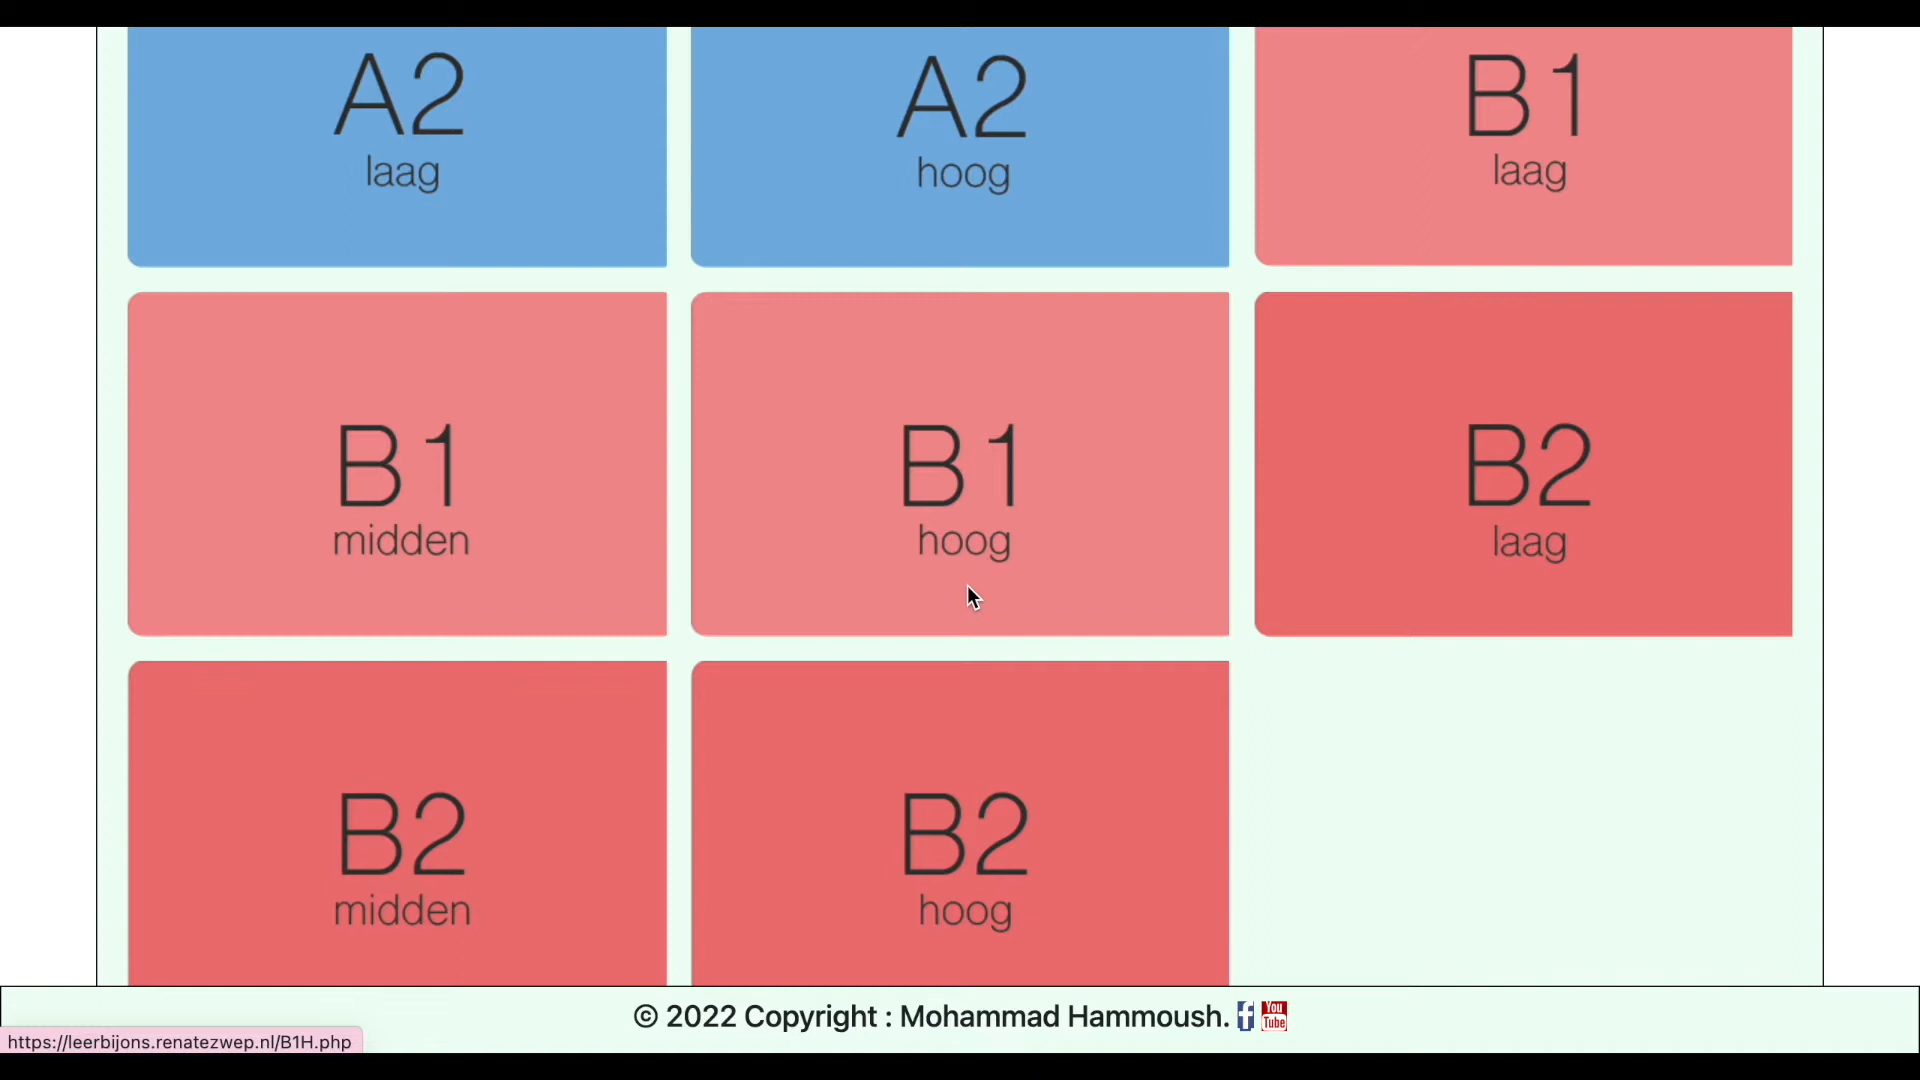 A2
laag
A2
hoog
B1
laag
B1
midden
B1
hoog
B2
laag
B2
midden
B2
hoog
© 2022 Copyright : Mohammad Hammoush.
You
Tube
https://leerbijons.renatezwep.nl/B1H.php